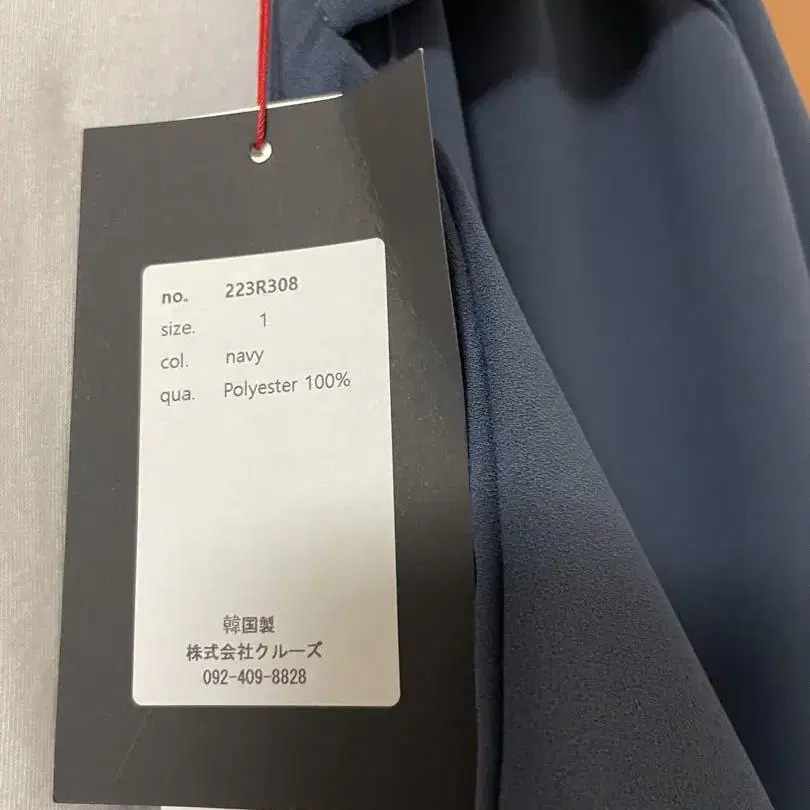 no. 223R308
size. 1
col. navy
qua. Polyester 100%
韓国製
株式会社クルーズ
092-409-8828